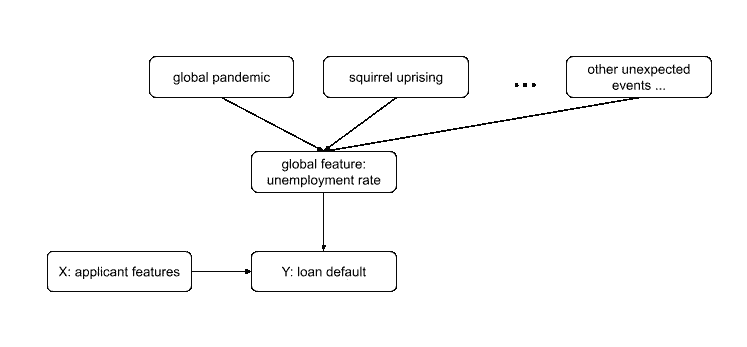 global pandemic
squirrel uprising
...
other unexpected
events ...
global feature:
unemployment rate
X: applicant features
Y: loan default